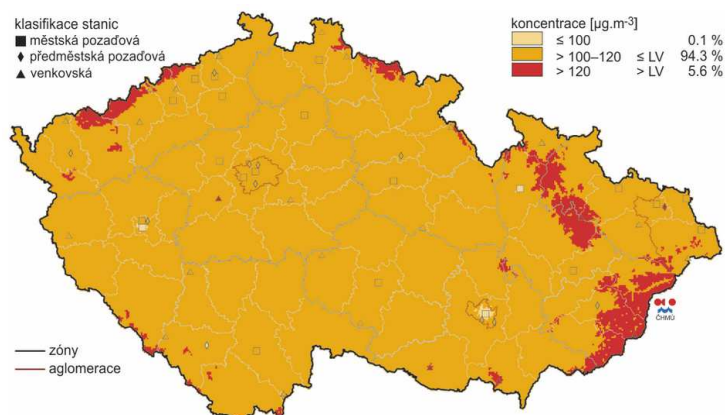 klasifikace stanic
městská pozaďová
předměstská pozaďová
venkovská
koncentrace [µg.m-³]
≤ 100 0.1 %
> 100–120 ≤ LV 94.3 %
> 120 > LV 5.6 %
ČHMÚ
zóny
aglomerace